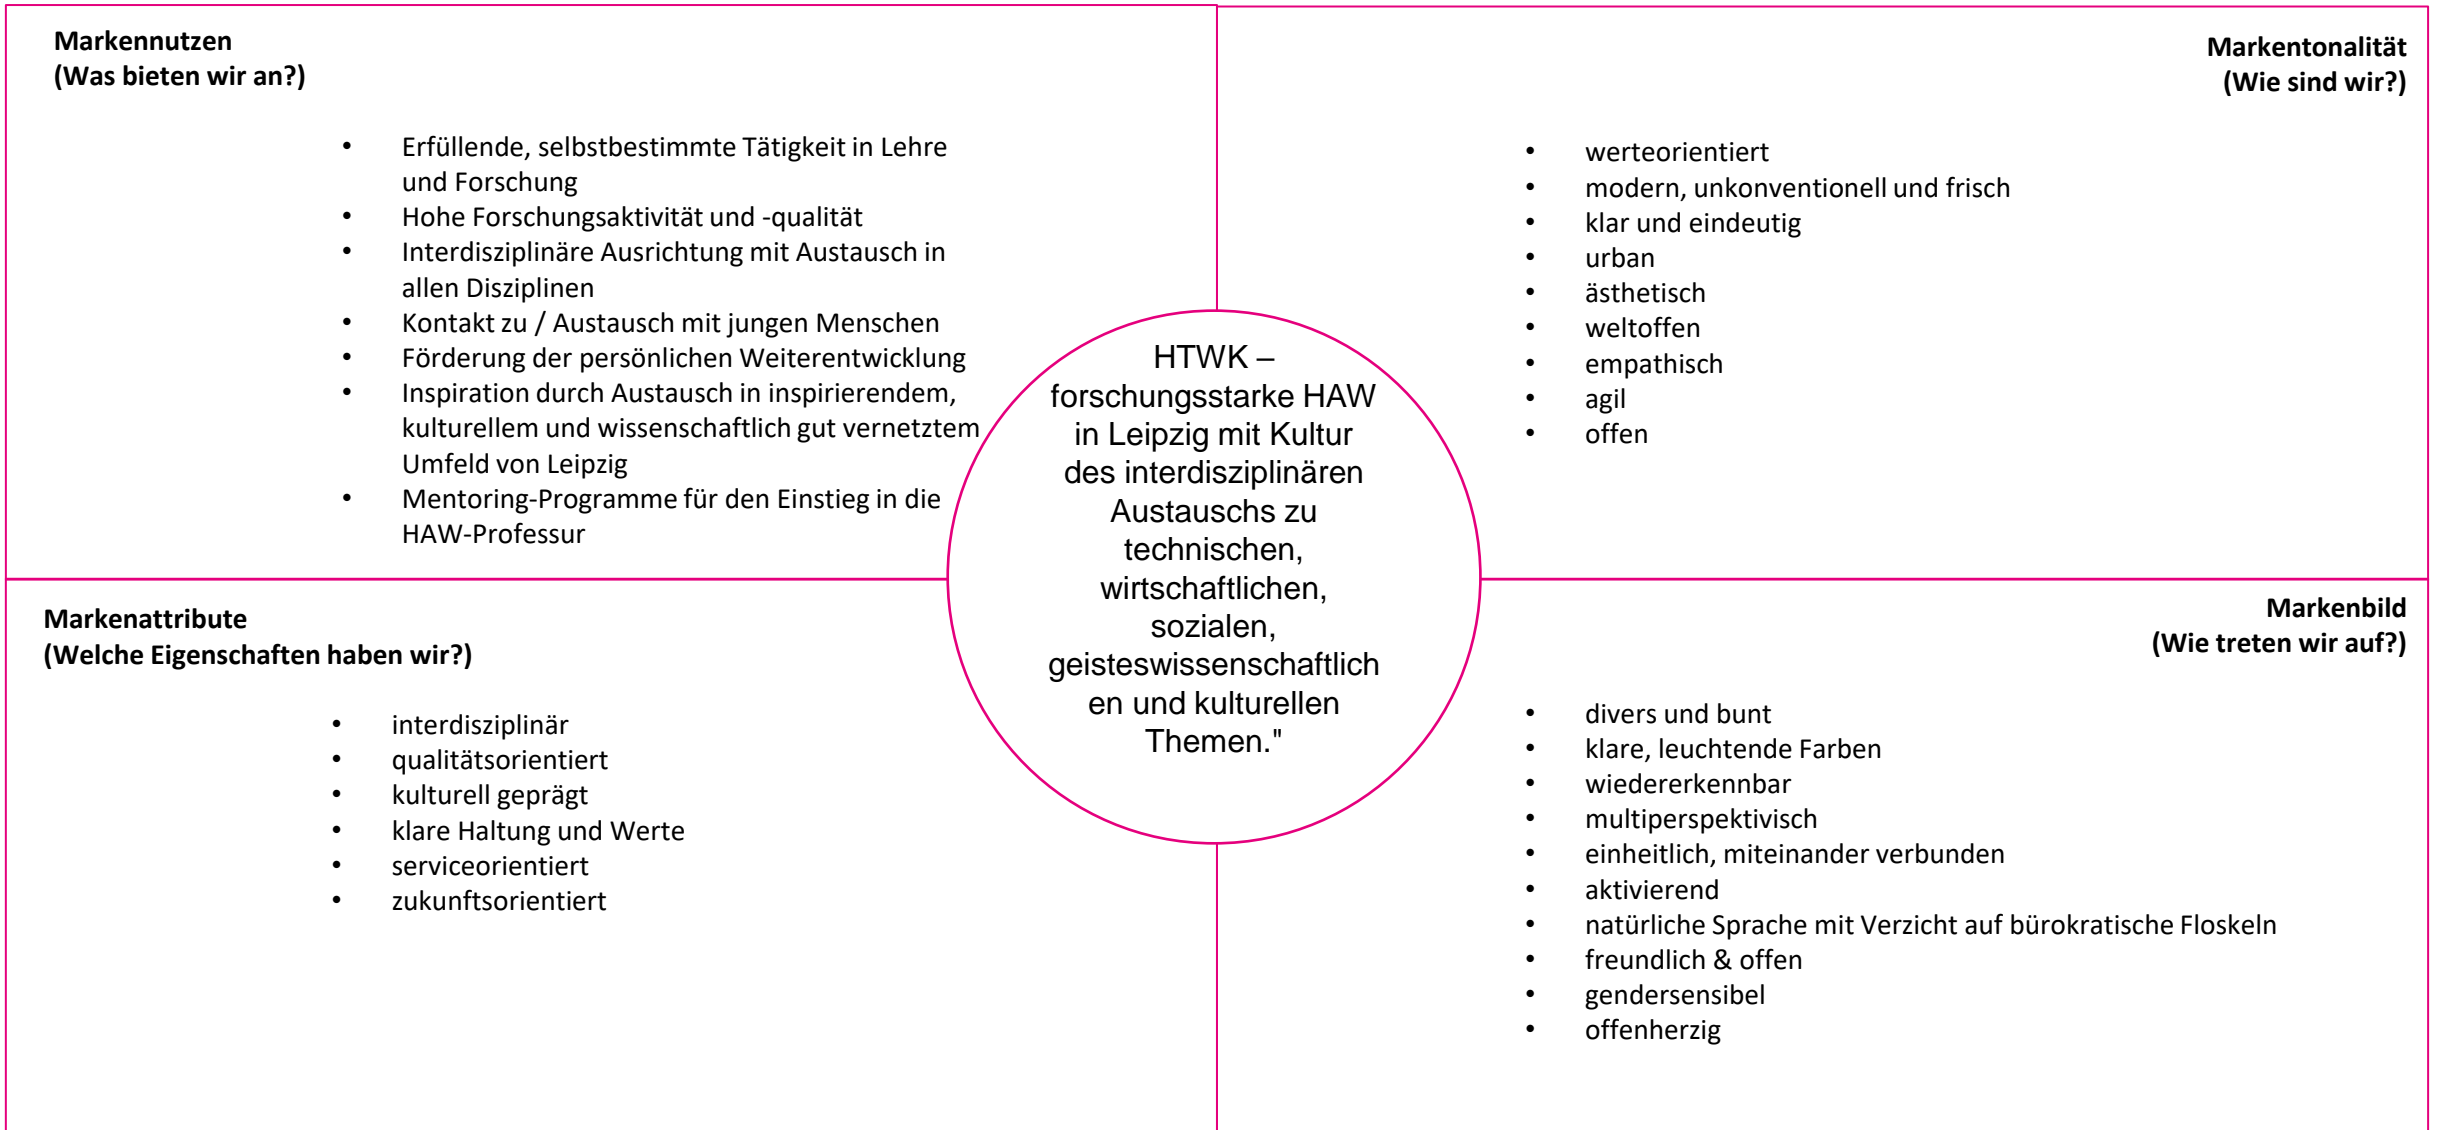 Markennutzen
(Was bieten wir an?)
• Erfüllende, selbstbestimmte Tätigkeit in Lehre
und Forschung
• Hohe Forschungsaktivität und -qualität
• Interdisziplinäre Ausrichtung mit Austausch in
allen Disziplinen
• Kontakt zu / Austausch mit jungen Menschen
• Förderung der persönlichen Weiterentwicklung
• Inspiration durch Austausch in inspirierendem,
kulturellem und wissenschaftlich gut vernetztem
Umfeld von Leipzig
• Mentoring-Programme für den Einstieg in die
HAW-Professur
Markentonalität
(Wie sind wir?)
• werteorientiert
• modern, unkonventionell und frisch
• klar und eindeutig
• urban
• ästhetisch
• weltoffen
• empathisch
• agil
• offen
HTWK –
forschungsstarke HAW
in Leipzig mit Kultur
des interdisziplinären
Austauschs zu
technischen,
wirtschaftlichen,
sozialen,
geisteswissenschaftlich
en und kulturellen
Themen."
Markenattribute
(Welche Eigenschaften haben wir?)
• interdisziplinär
• qualitätsorientiert
• kulturell geprägt
• klare Haltung und Werte
• serviceorientiert
• zukunftsorientiert
Markenbild
(Wie treten wir auf?)
• divers und bunt
• klare, leuchtende Farben
• wiedererkennbar
• multiperspektivisch
• einheitlich, miteinander verbunden
• aktivierend
• natürliche Sprache mit Verzicht auf bürokratische Floskeln
• freundlich & offen
• gendersensibel
• offenherzig